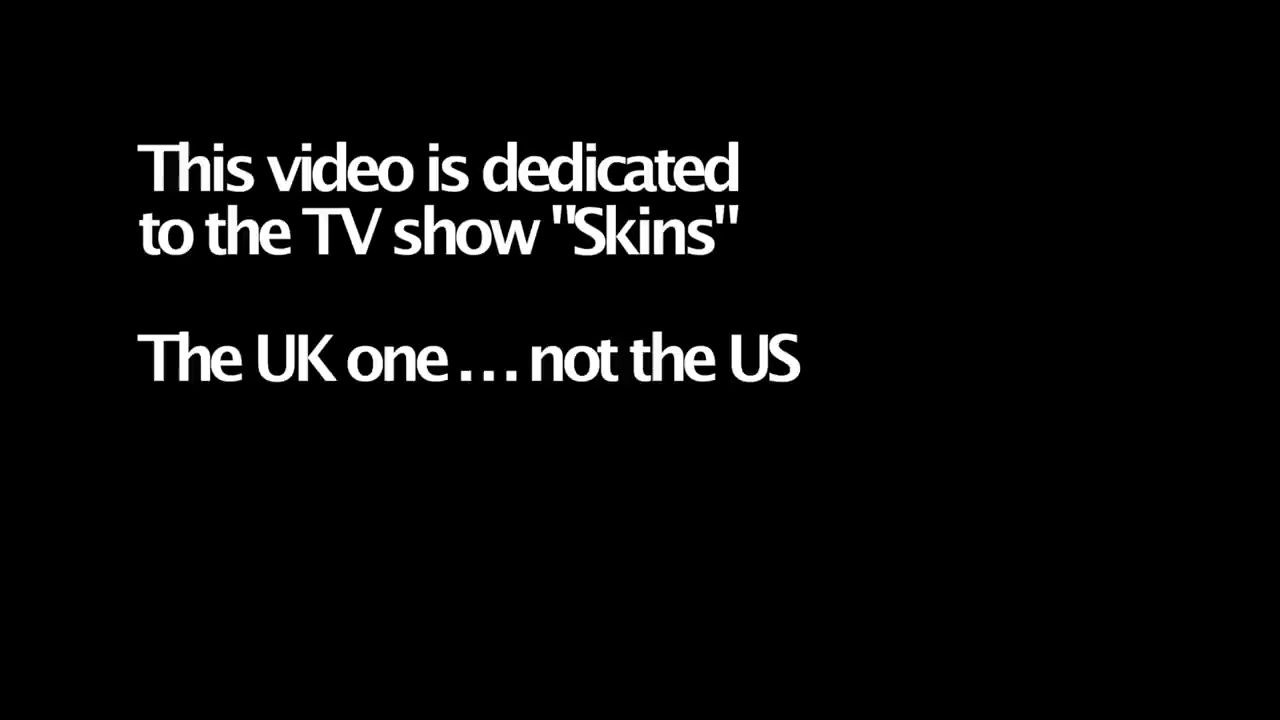 This video is dedicated
to the TV show "Skins"
The UK one... not the US